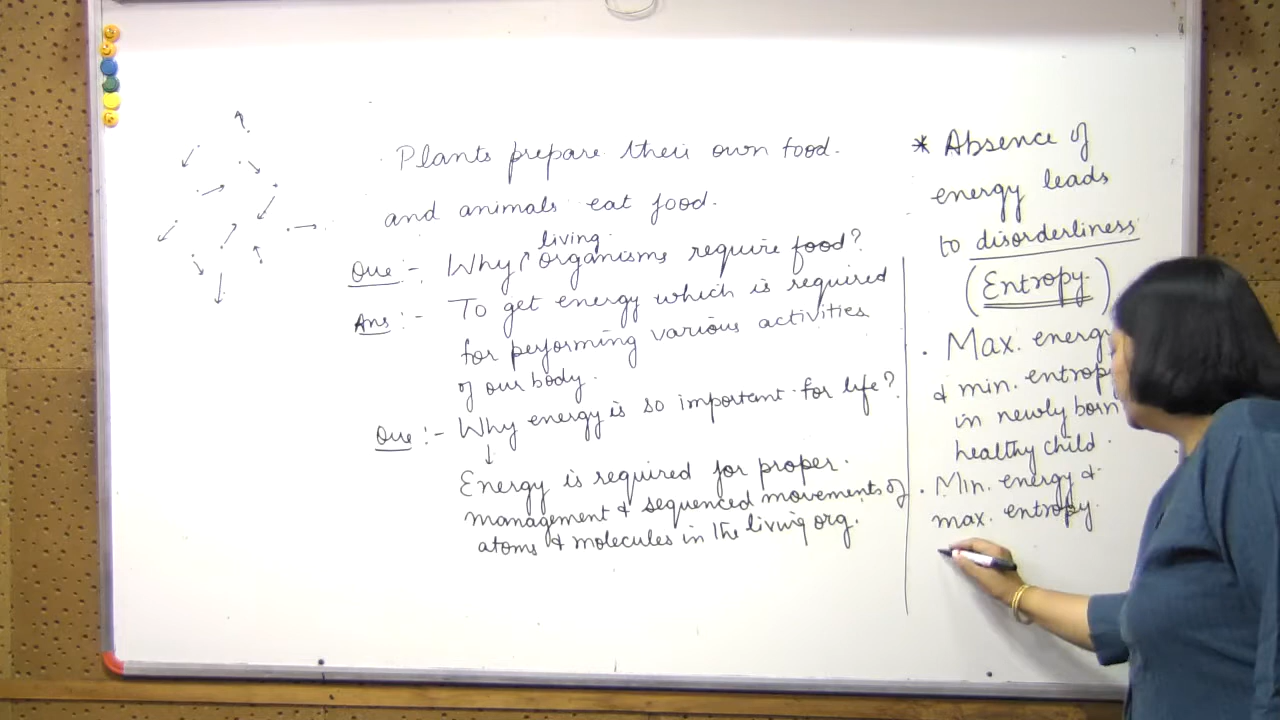 Plants prepare their own food.
and animals eat food.
living
Que :- Why organisms require food?
Ans :- To get energy which is required
for performing various activities
of our body.
Que :- Why energy is so important for life?
Energy is required for proper.
management & sequenced movements of
atoms & molecules in the living org.
* Absence of
energy leads
to disorderliness
(Entropy.)
. Max. energy
& min. entropy
in newly born
healthy child.
. Min. energy &
max. entropy.